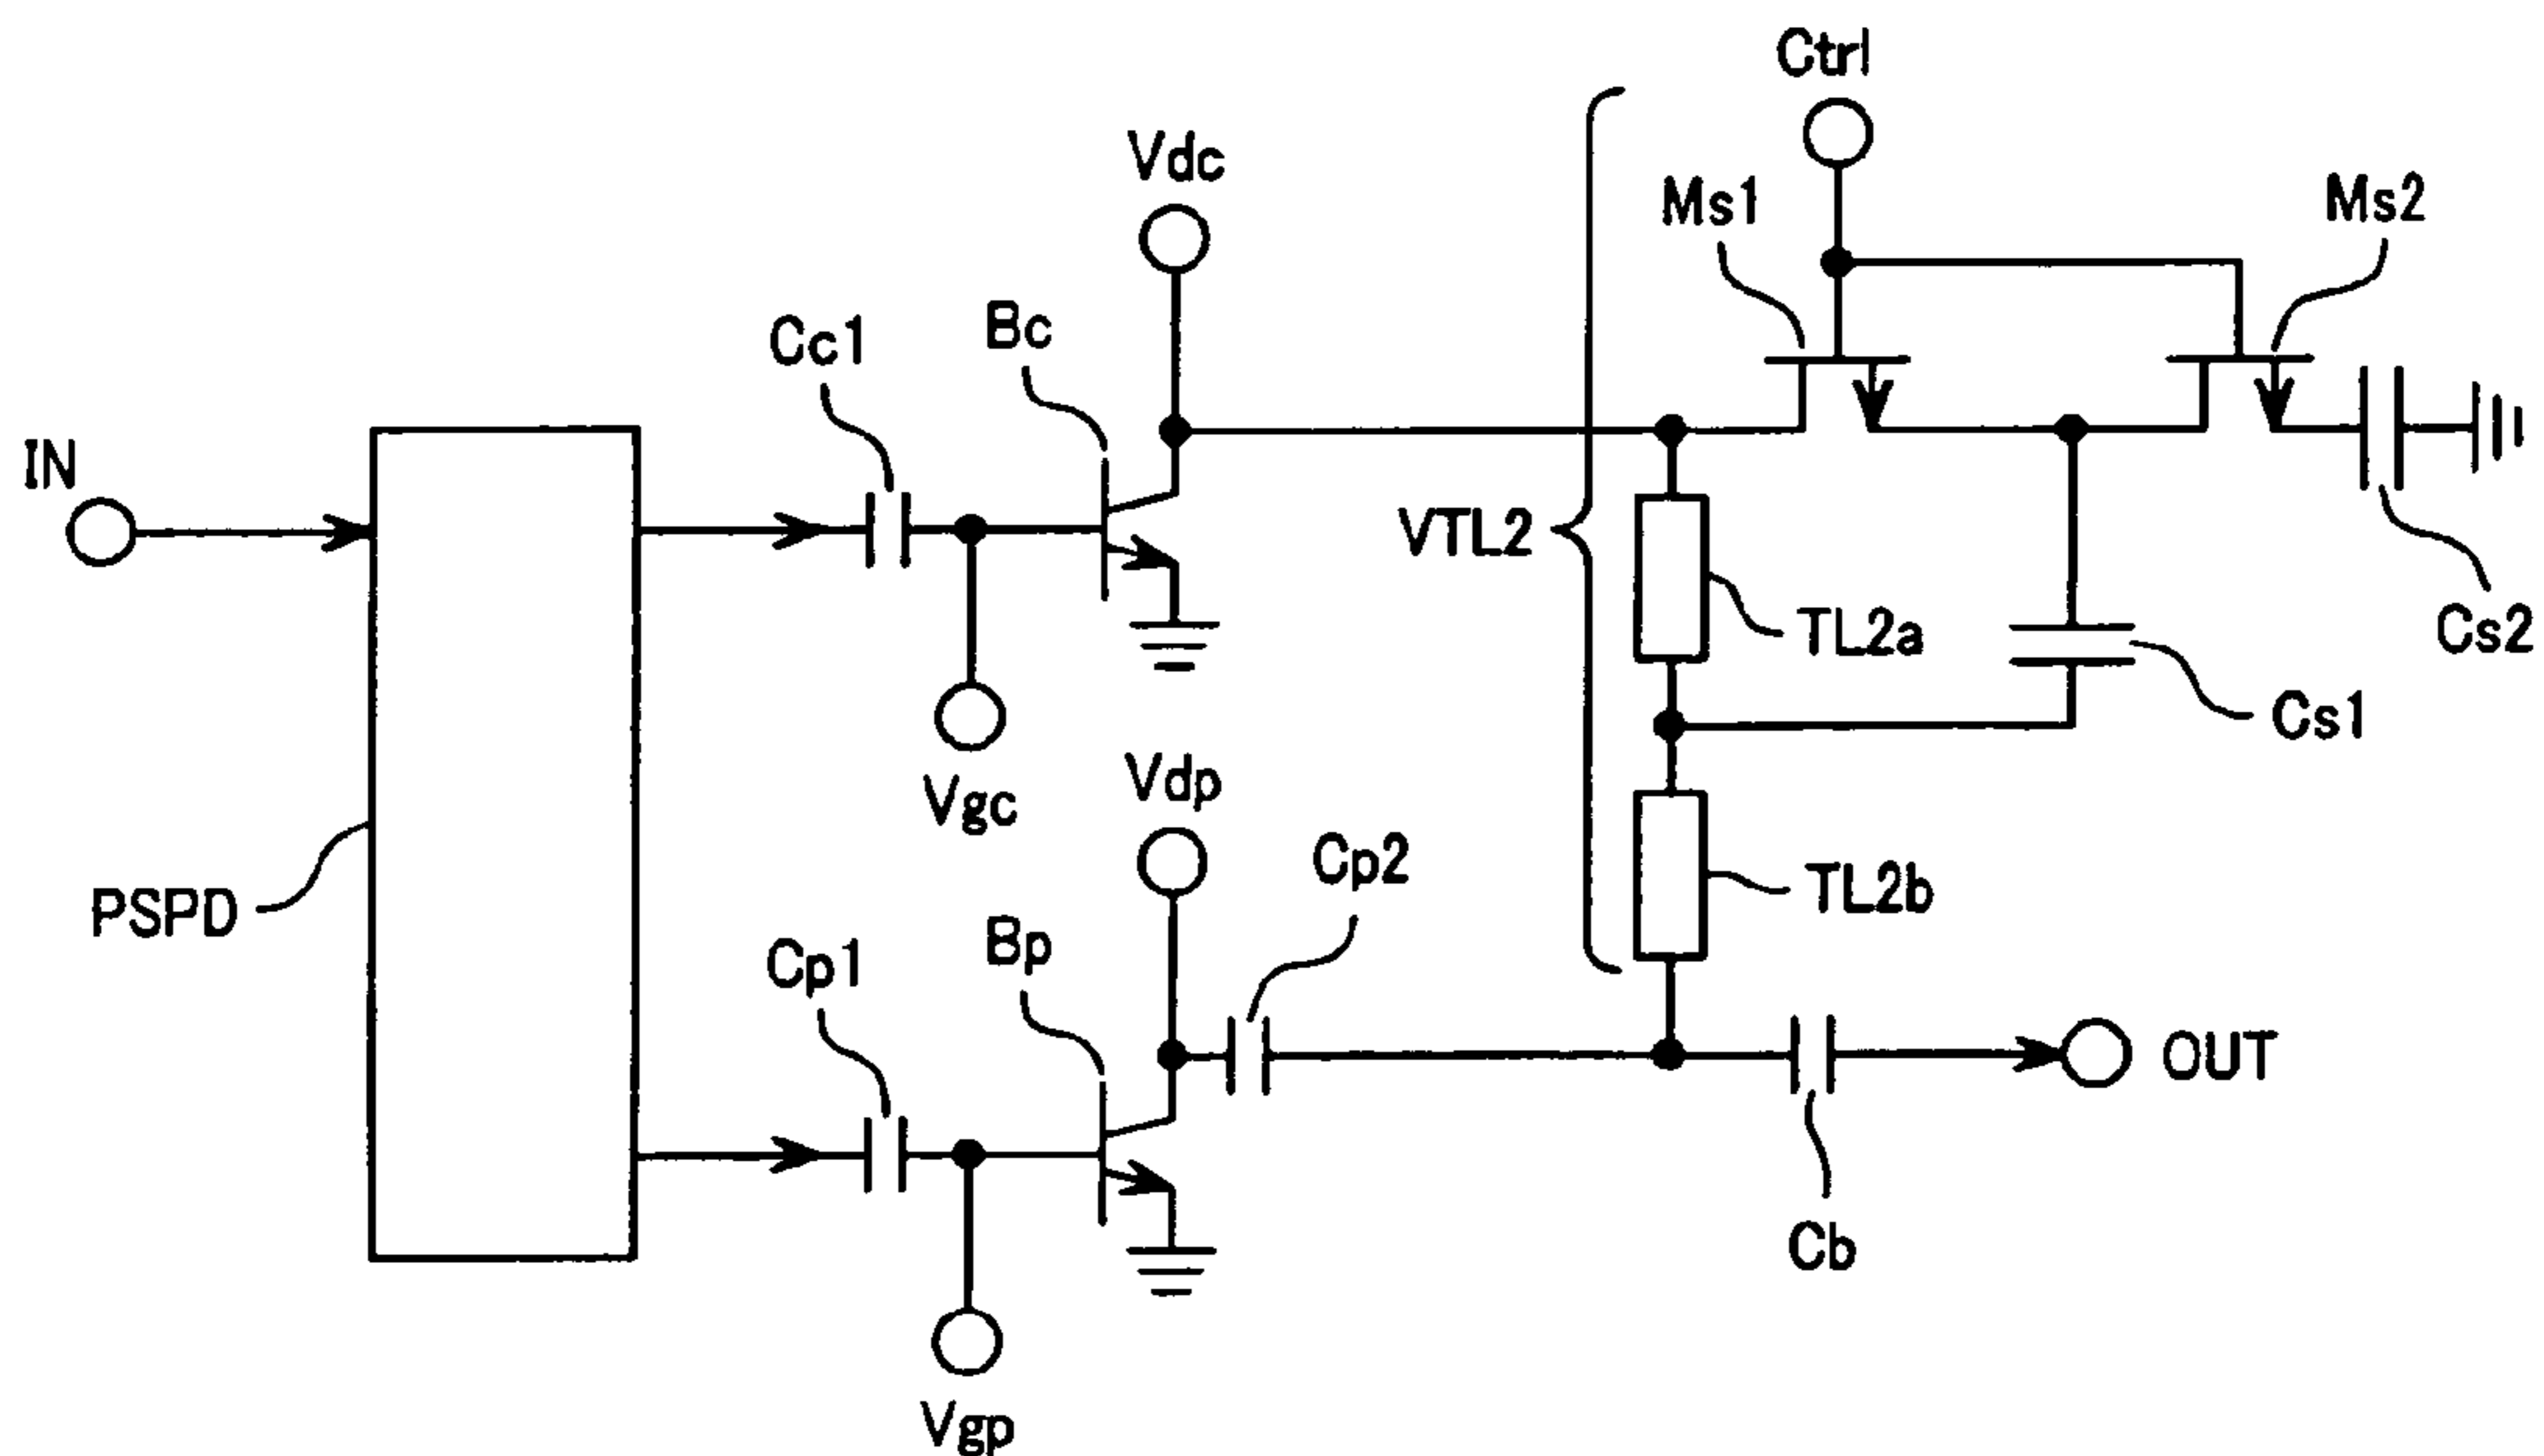 Ctrl
Vdc
Ms1
Ms2
Cc1
Bc
IN
VTL2
TL2a
Cs2
Cs1
Vgc
Vdp
Cp2
TL2b
PSPD
Cp1
Bp
OUT
Cb
Vgp